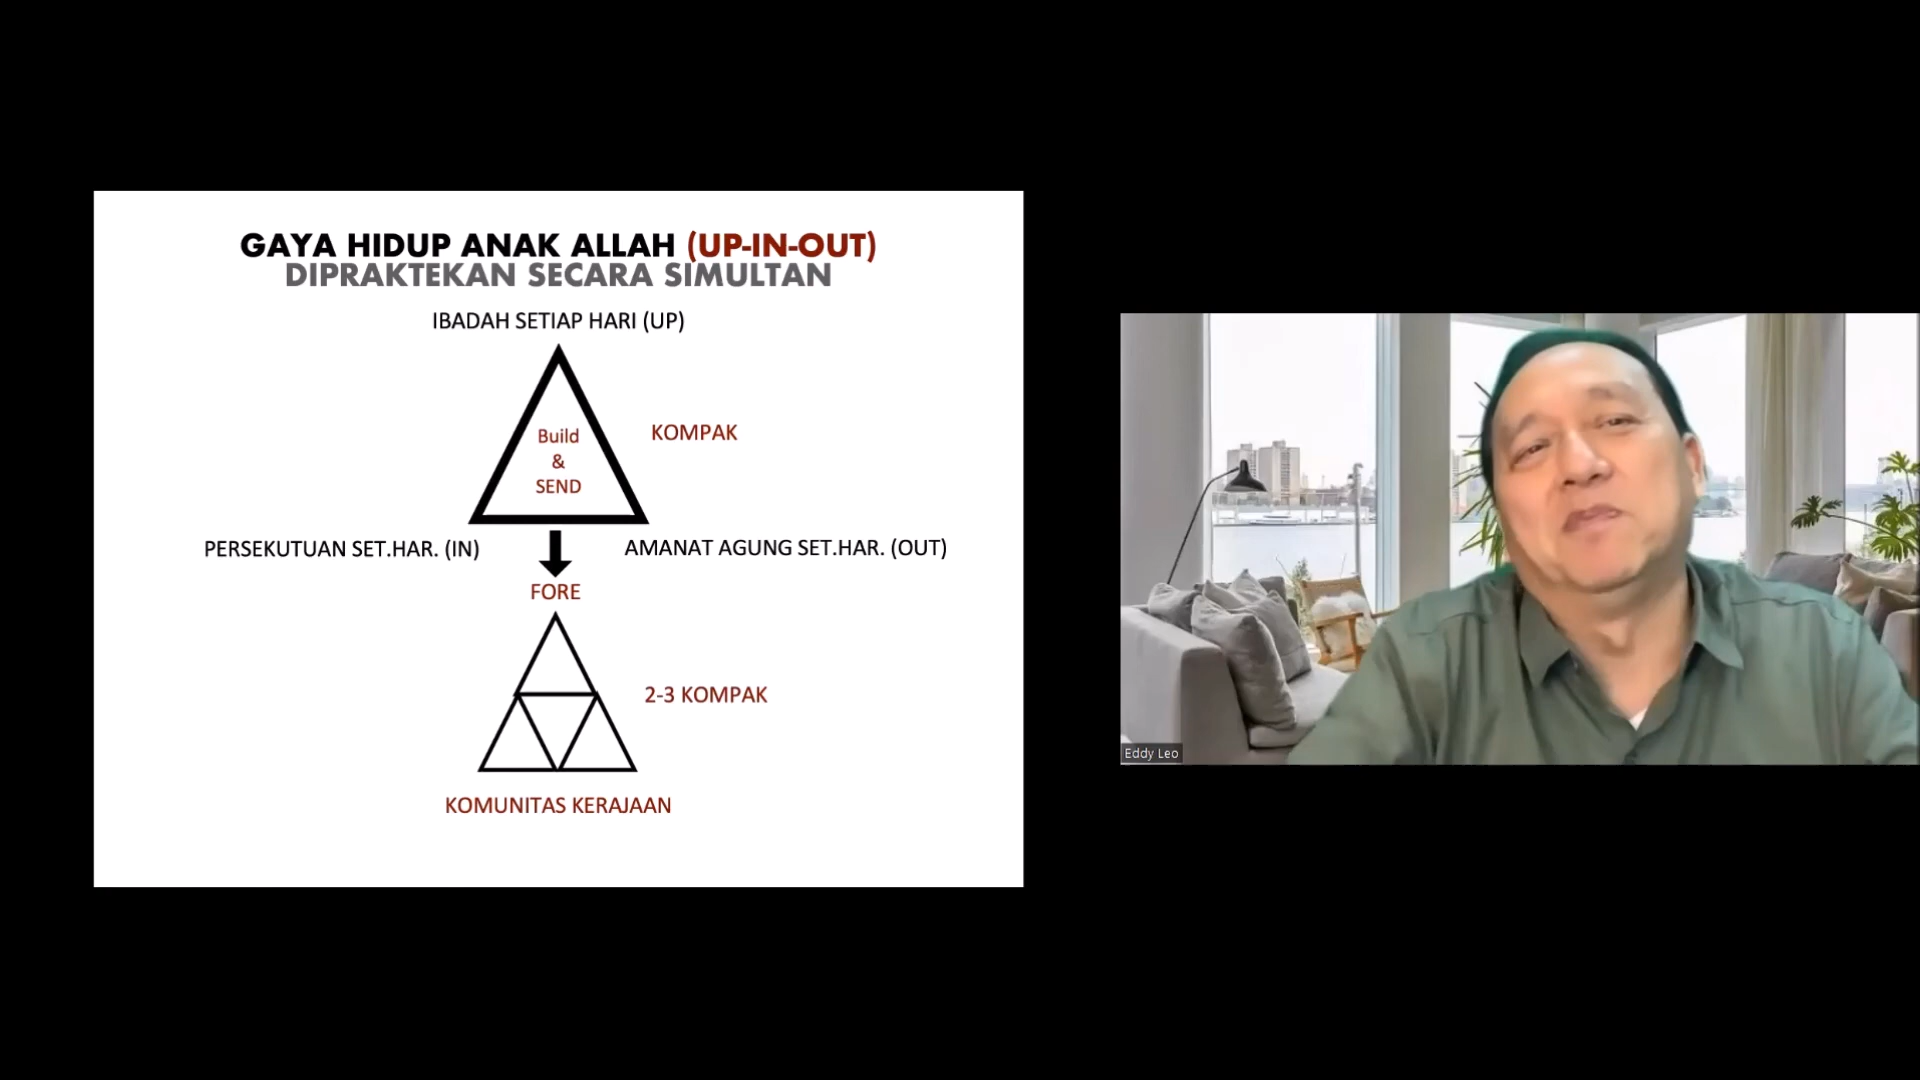 GAYA HIDUP ANAK ALLAH (UP-IN-OUT)
DIPRAKTEKAN SECARA SIMULTAN
IBADAH SETIAP HARI (UP)
Build
&
SEND
KOMPAK
PERSEKUTUAN SET.HAR. (IN)
AMANAT AGUNG SET.HAR. (OUT)
FORE
2-3 KOMPAK
KOMUNITAS KERAJAAN
Eddy Leo